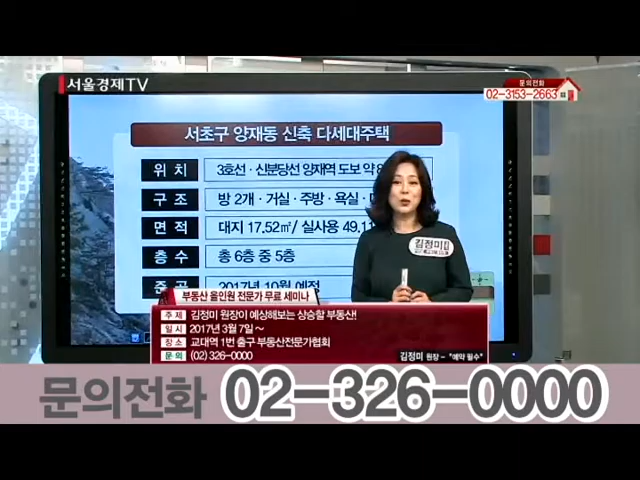 서울경제TV
문의전화
02-3153-2663
서초구 양재동 신축 다세대주택
위 치 3호선 · 신분당선 양재역 도보 약
구 조 방 2개 · 거실 · 주방 · 욕실 ·
면 적 대지 17.52㎡/ 실사용 49.1
층 수 총 6층 중 5층
준 공 2017년 10월 예정
김정미
부동산 올인원 전문가 무료 세미나
주 제 김정미 원장이 예상해보는 상승할 부동산!
일 시 2017년 3월 7일 ~
장 소 교대역 1번 출구 부동산전문가협회
문 의 (02) 326-0000
김정미 원장 - "예약 필수"
문의전화 02-326-0000